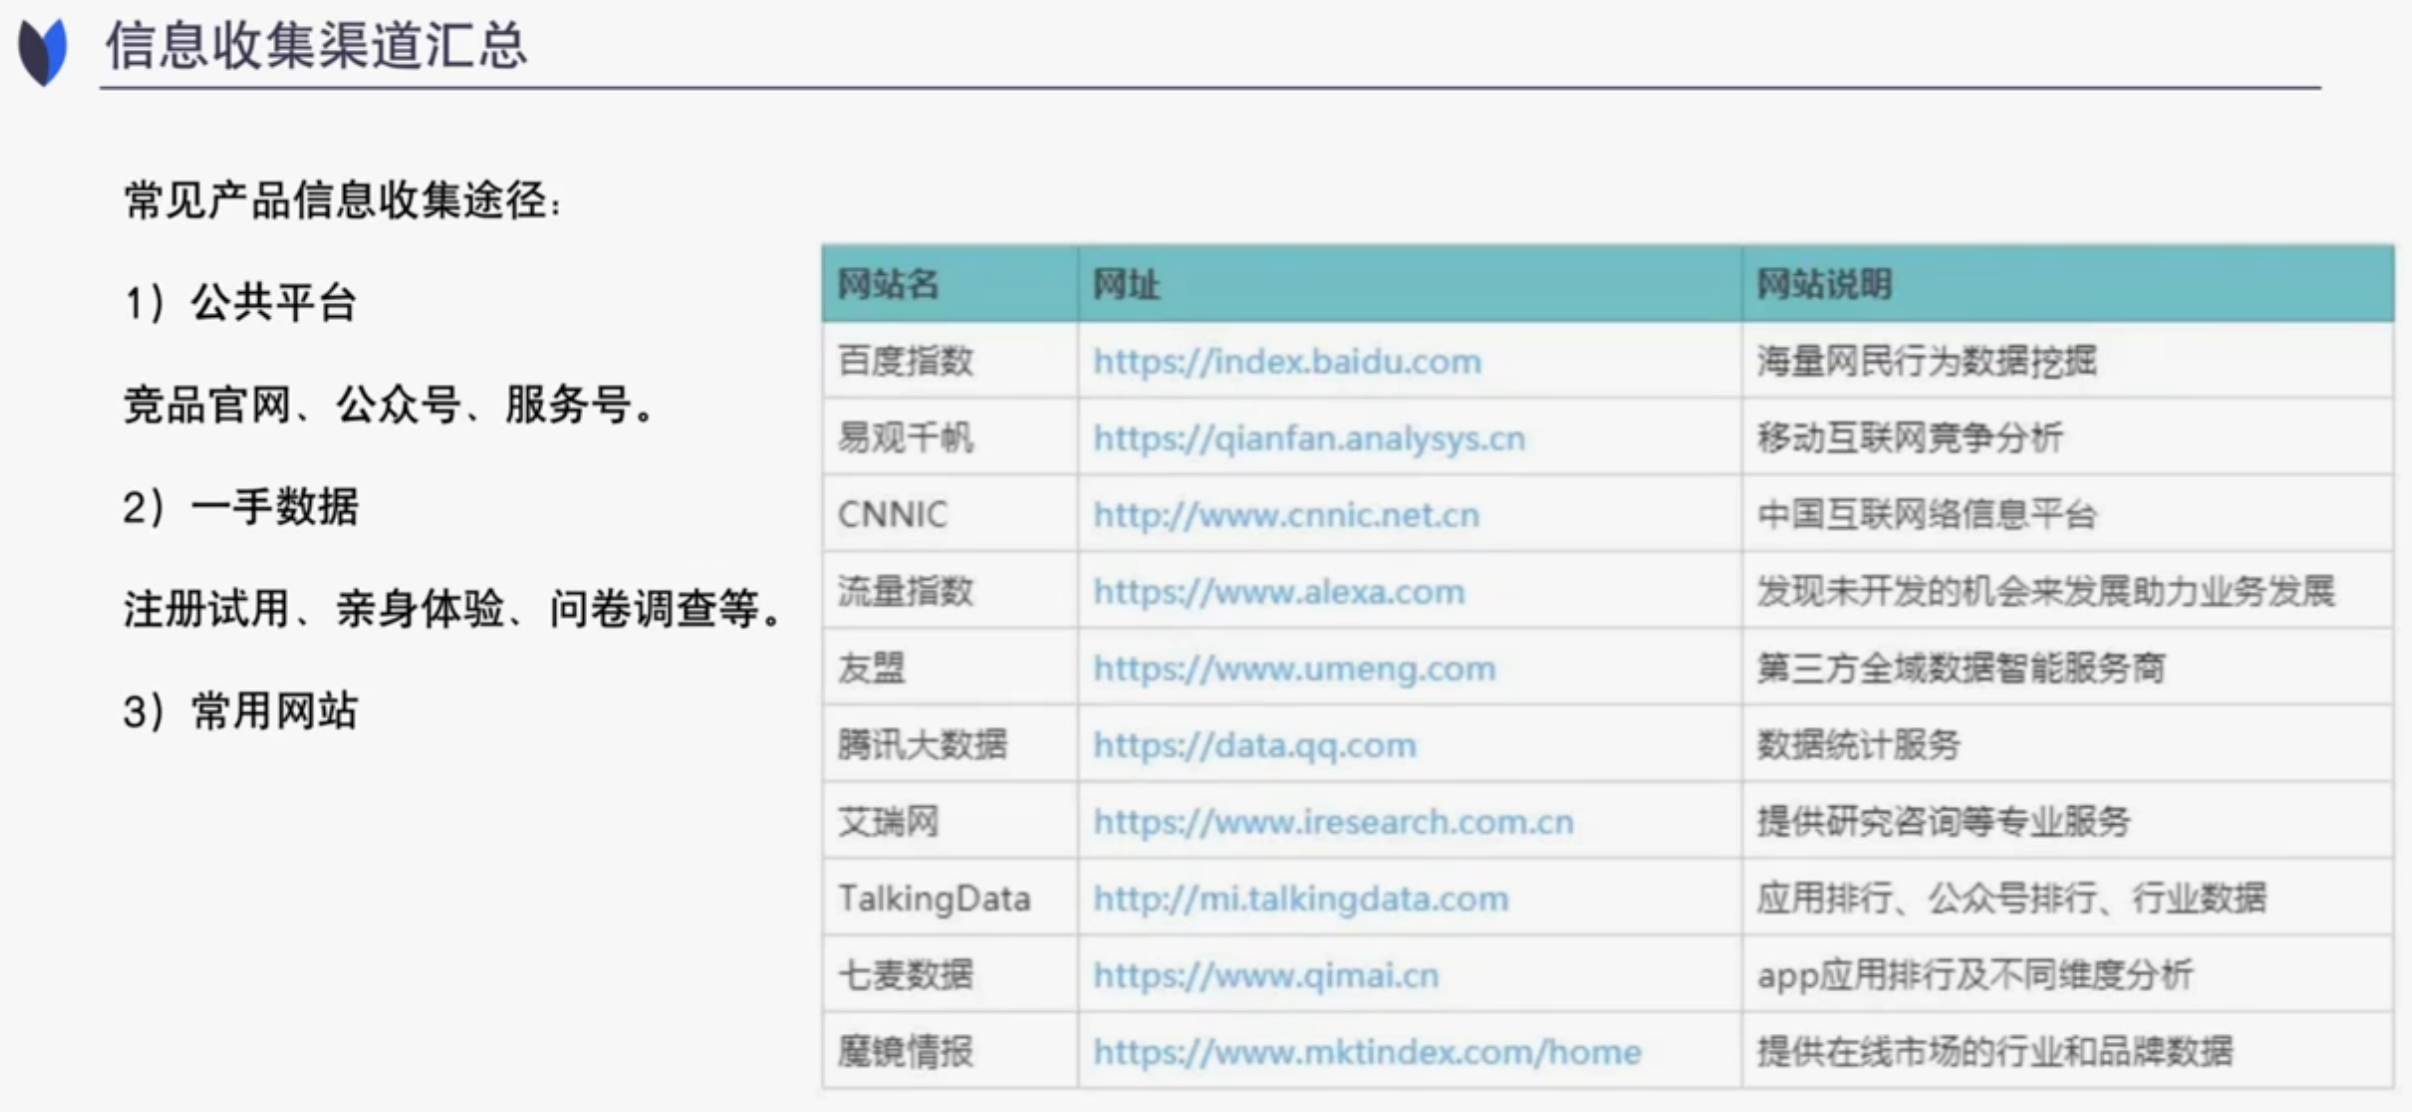 信息收集渠道汇总
常见产品信息收集途径：
1）公共平台
竞品官网、公众号、服务号。
2）一手数据
注册试用、亲身体验、问卷调查等。
3）常用网站
网站名 网址 网站说明
百度指数 https://index.baidu.com 海量网民行为数据挖掘
易观千帆 https://qianfan.analysys.cn 移动互联网竞争分析
CNNIC http://www.cnnic.net.cn 中国互联网络信息平台
流量指数 https://www.alexa.com 发现未开发的机会来发展助力业务发展
友盟 https://www.umeng.com 第三方全域数据智能服务商
腾讯大数据 https://data.qq.com 数据统计服务
艾瑞网 https://www.iresearch.com.cn 提供研究咨询等专业服务
TalkingData http://mi.talkingdata.com 应用排行、公众号排行、行业数据
七麦数据 https://www.qimai.cn app应用排行及不同维度分析
魔镜情报 https://www.mktindex.com/home 提供在线市场的行业和品牌数据